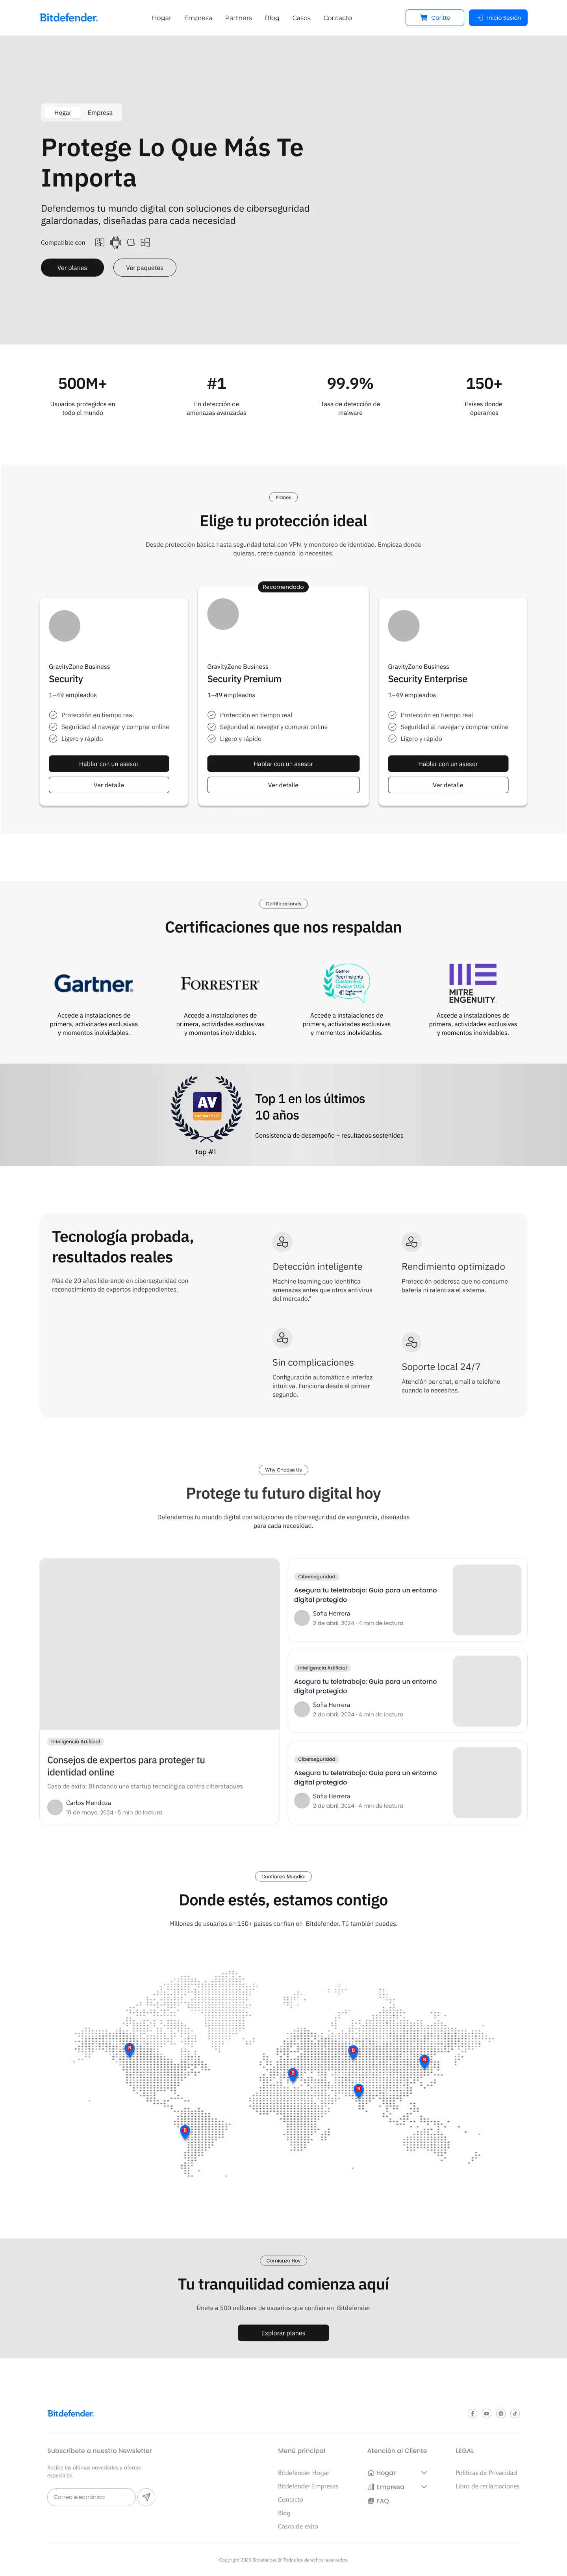 Bitdefender.
Hogar Empresa Partners Blog Casos Contacto
Caritto
Inicio Sesión
Hogar Empresa
Protege Lo Que Más Te
Importa
Defendemos tu mundo digital con soluciones de ciberseguridad
galardonadas, diseñadas para cada necesidad
Compatible con
Ver planes
Ver paquetes
500M+
Usuarios protegidos en
todo el mundo
#1
En detección de
amenazas avanzadas
99.9%
Tasa de detección de
malware
150+
Países donde
operamos
Planes
Elige tu protección ideal
Desde protección básica hasta seguridad total con VPN y monitoreo de identidad. Empieza donde
quieras, crece cuando lo necesites.
GravityZone Business
Security
1–49 empleados
Protección en tiempo real
Seguridad al navegar y comprar online
Ligero y rápido
Hablar con un asesor
Ver detalle
Recomendado
GravityZone Business
Security Premium
1–49 empleados
Protección en tiempo real
Seguridad al navegar y comprar online
Ligero y rápido
Hablar con un asesor
Ver detalle
GravityZone Business
Security Enterprise
1–49 empleados
Protección en tiempo real
Seguridad al navegar y comprar online
Ligero y rápido
Hablar con un asesor
Ver detalle
Certificaciones
Certificaciones que nos respaldan
Gartner
Accede a instalaciones de
primera, actividades exclusivas
y momentos inolvidables.
FORRESTER
Accede a instalaciones de
primera, actividades exclusivas
y momentos inolvidables.
Gartner
Peer Insights
Customers'
Choice 2024
Accede a instalaciones de
primera, actividades exclusivas
y momentos inolvidables.
MITRE
ENGENUITY
Accede a instalaciones de
primera, actividades exclusivas
y momentos inolvidables.
AV
Top #1
Top 1 en los últimos
10 años
Consistencia de desempeño + resultados sostenidos
Tecnología probada,
resultados reales
Más de 20 años liderando en ciberseguridad con
reconocimiento de expertos independientes.
Detección inteligente
Machine learning que identifica
amenazas antes que otros antivirus
del mercado."
Rendimiento optimizado
Protección poderosa que no consume
batería ni ralentiza el sistema.
Sin complicaciones
Configuración automática e interfaz
intuitiva. Funciona desde el primer
segundo.
Soporte local 24/7
Atención por chat, email o teléfono
cuando lo necesites.
Why Choose Us
Protege tu futuro digital hoy
Defendemos tu mundo digital con soluciones de ciberseguridad de vanguardia, diseñadas
para cada necesidad.
Inteligencia Artificial
Consejos de expertos para proteger tu
identidad online
Caso de éxito: Blindando una startup tecnológica contra ciberataques
Carlos Mendoza
10 de mayo, 2024 · 5 min de lectura
Ciberseguridad
Asegura tu teletrabajo: Guía para un entorno
digital protegido
Sofia Herrera
2 de abril, 2024 · 4 min de lectura
Inteligencia Artificial
Asegura tu teletrabajo: Guía para un entorno
digital protegido
Sofia Herrera
2 de abril, 2024 · 4 min de lectura
Ciberseguridad
Asegura tu teletrabajo: Guía para un entorno
digital protegido
Sofia Herrera
2 de abril, 2024 · 4 min de lectura
Confianza Mundial
Donde estés, estamos contigo
Millones de usuarios en 150+ países confían en Bitdefender. Tú también puedes.
B
B
B
B
B
B
Comienza Hoy
Tu tranquilidad comienza aquí
Únete a 500 millones de usuarios que confían en Bitdefender
Explorar planes
Bitdefender.
Subscríbete a nuestro Newsletter
Recibe las últimas novedades y ofertas
especiales.
Correo electrónico
Menú principal
Bitdefender Hogar
Bitdefender Empresas
Contacto
Blog
Casos de exito
Atención al Cliente
Hogar
Empresa
FAQ
LEGAL
Políticas de Privacidad
Libro de reclamaciones
Copyright 2026 Bitdefender @ Todos los derechos reservados.